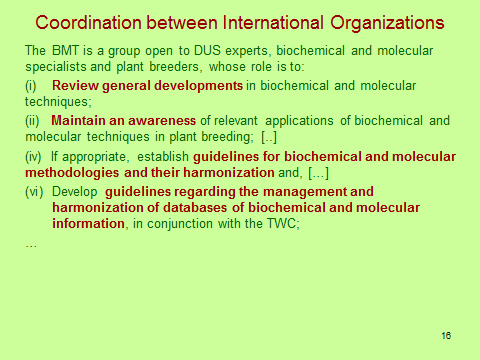 Coordination between International Organizations
The BMT is a group open to DUS experts, biochemical and molecular
specialists and plant breeders, whose role is to:
(i) Review general developments in biochemical and molecular
techniques;
(ii) Maintain an awareness of relevant applications of biochemical and
molecular techniques in plant breeding; [..]
(iv) If appropriate, establish guidelines for biochemical and molecular
methodologies and their harmonization and, […]
(vi) Develop guidelines regarding the management and
harmonization of databases of biochemical and molecular
information, in conjunction with the TWC;
…
16